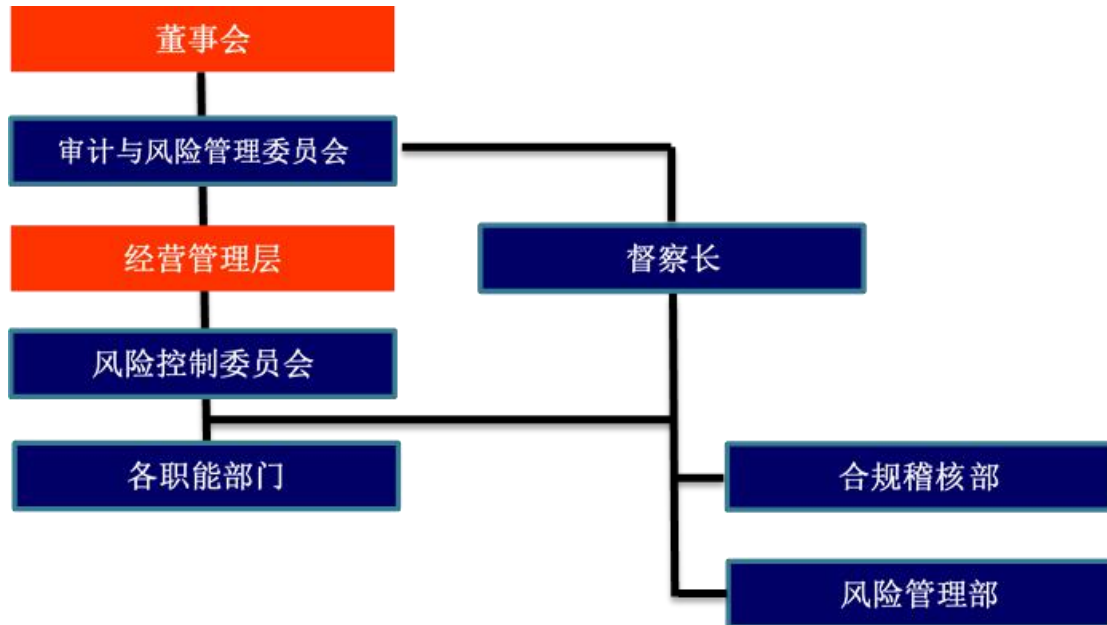 董事会
审计与风险管理委员会
经营管理层
督察长
风险控制委员会
各职能部门
合规稽核部
风险管理部